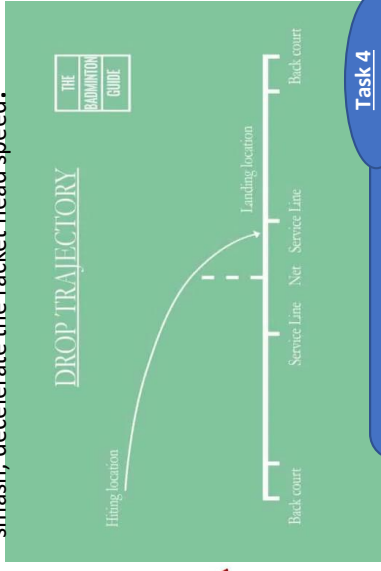 smash, decelerate the racket head speed.
DROP TRAJECTORY
THE
BADMINTON
GUIDE
Hitting location
Landing location
Back court
Service Line
Net
Service Line
Back court
Task 4